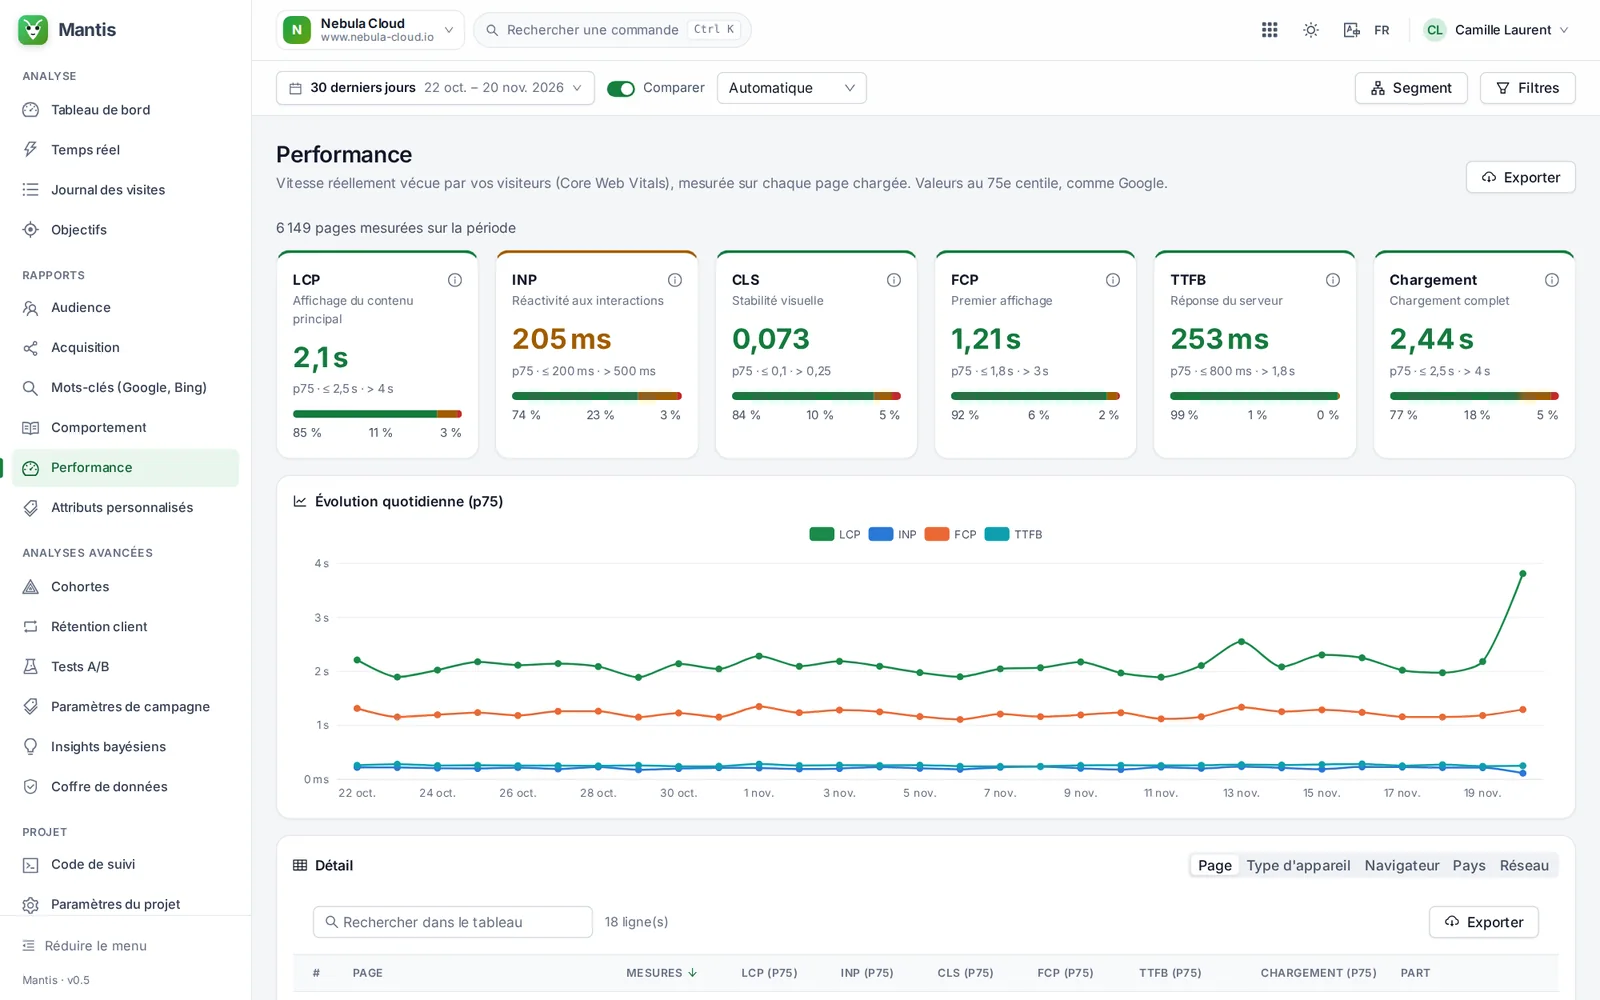 Mantis
ANALYSE
Tableau de bord
Temps réel
Journal des visites
Objectifs
RAPPORTS
Audience
Acquisition
Mots-clés (Google, Bing)
Comportement
Performance
Attributs personnalisés
ANALYSES AVANCÉES
Cohortes
Rétention client
Tests A/B
Paramètres de campagne
Insights bayésiens
Coffre de données
PROJET
Code de suivi
Paramètres du projet
Réduire le menu
Mantis · v0.5
N
Nebula Cloud
www.nebula-cloud.io
Rechercher une commande
Ctrl K
FR
CL
Camille Laurent
30 derniers jours 22 oct. – 20 nov. 2026
Comparer
Automatique
Segment
Filtres
Performance
Vitesse réellement vécue par vos visiteurs (Core Web Vitals), mesurée sur chaque page chargée. Valeurs au 75e centile, comme Google.
Exporter
6 149 pages mesurées sur la période
LCP
Affichage du contenu
principal
2,1 s
p75 · ≤ 2,5 s · > 4 s
85 % 11 % 3 %
INP
Réactivité aux interactions
205 ms
p75 · ≤ 200 ms · > 500 ms
74 % 23 % 3 %
CLS
Stabilité visuelle
0,073
p75 · ≤ 0,1 · > 0,25
84 % 10 % 5 %
FCP
Premier affichage
1,21 s
p75 · ≤ 1,8 s · > 3 s
92 % 6 % 2 %
TTFB
Réponse du serveur
253 ms
p75 · ≤ 800 ms · > 1,8 s
99 % 1 % 0 %
Chargement
Chargement complet
2,44 s
p75 · ≤ 2,5 s · > 4 s
77 % 18 % 5 %
Évolution quotidienne (p75)
LCP INP FCP TTFB
4 s
3 s
2 s
1 s
0 ms
22 oct. 24 oct. 26 oct. 28 oct. 30 oct. 1 nov. 3 nov. 5 nov. 7 nov. 9 nov. 11 nov. 13 nov. 15 nov. 17 nov. 19 nov.
Détail
Page Type d'appareil Navigateur Pays Réseau
Rechercher dans le tableau
18 ligne(s)
Exporter
# PAGE MESURES LCP (P75) INP (P75) CLS (P75) FCP (P75) TTFB (P75) CHARGEMENT (P75) PART